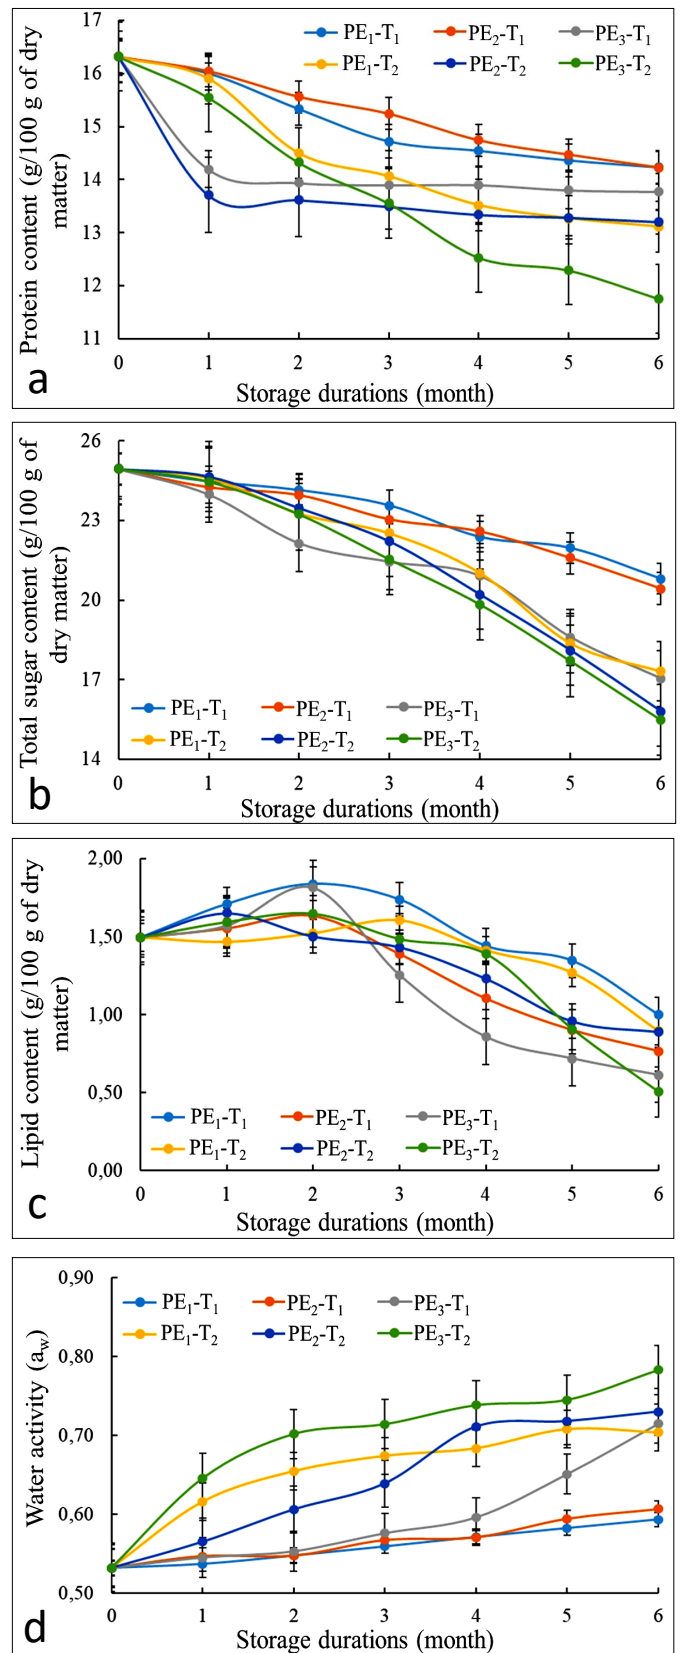 Protein content (g/100 g of dry
matter)
17
16
15
14
13
12
11
PE₁-T₁ PE₂-T₁ PE₃-T₁
PE₁-T₂ PE₂-T₂ PE₃-T₂
0 1 2 3 4 5 6
Storage durations (month)
a
Total sugar content (g/100 g of
dry matter)
26
23
20
17
14
PE₁-T₁ PE₂-T₁ PE₃-T₁
PE₁-T₂ PE₂-T₂ PE₃-T₂
0 1 2 3 4 5 6
Storage durations (month)
b
Lipid content (g/100 g of dry
matter)
2,00
1,50
1,00
0,50
0,00
PE₁-T₁ PE₂-T₁ PE₃-T₁
PE₁-T₂ PE₂-T₂ PE₃-T₂
0 1 2 3 4 5 6
Storage durations (month)
c
Water activity (a_w)
0,90
0,80
0,70
0,60
0,50
PE₁-T₁ PE₂-T₁ PE₃-T₁
PE₁-T₂ PE₂-T₂ PE₃-T₂
0 1 2 3 4 5 6
Storage durations (month)
d